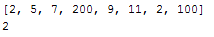 [2, 5, 7, 200, 9, 11, 2, 100]
2